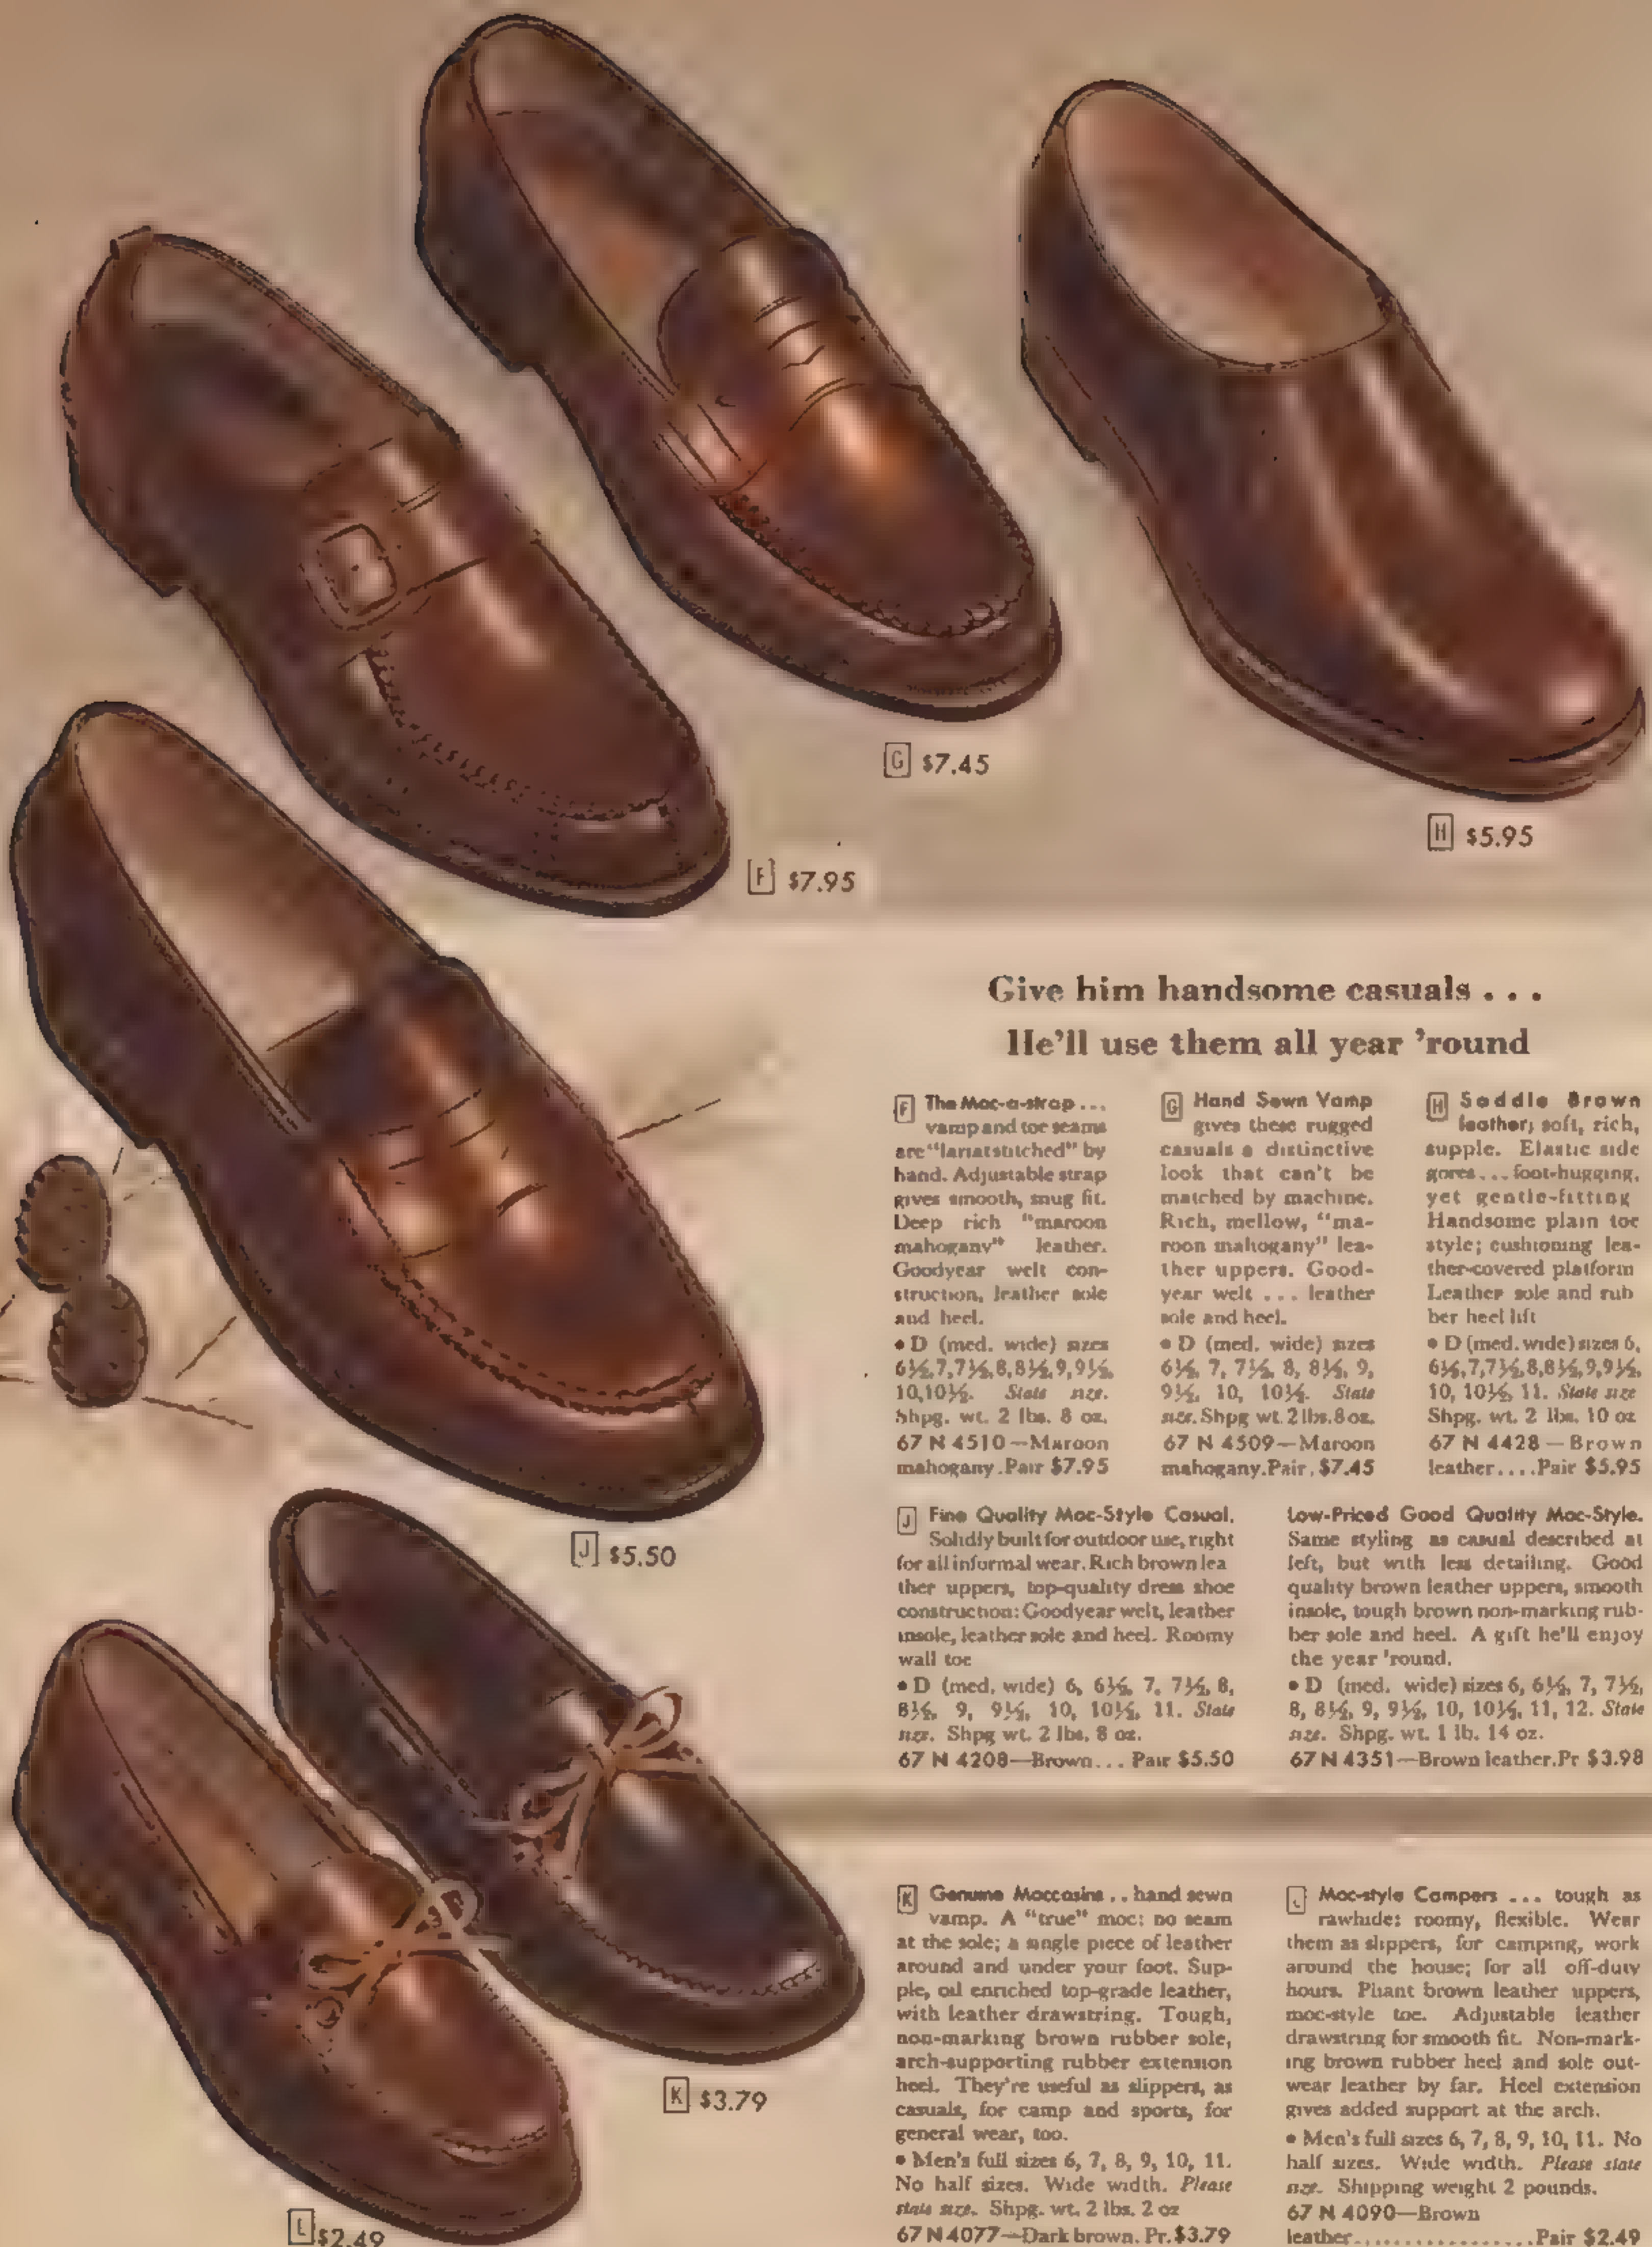 G $7.45
H $5.95
F $7.95
Give him handsome casuals . . .
He'll use them all year 'round
F The Moc-a-strap ...
vamp and toe seams
are "lariatstitched" by
hand. Adjustable strap
gives smooth, snug fit.
Deep rich "maroon
mahogany" leather.
Goodyear welt con-
struction, leather sole
and heel.
• D (med. wide) sizes
6½,7,7½,8,8½,9,9½,
10,10½. State size.
Shpg. wt. 2 lbs. 8 oz.
67 N 4510—Maroon
mahogany.Pair $7.95
G Hand Sewn Vamp
gives these rugged
casuals a distinctive
look that can't be
matched by machine.
Rich, mellow, "ma-
roon mahogany" lea-
ther uppers. Good-
year welt ... leather
sole and heel.
• D (med. wide) sizes
6½, 7, 7½, 8, 8½, 9,
9½, 10, 10½. State
size. Shpg wt. 2 lbs. 8 oz.
67 N 4509—Maroon
mahogany.Pair. $7.45
H Saddle Brown
leather; soft, rich,
supple. Elastic side
gores...foot-hugging,
yet gentle-fitting
Handsome plain toe
style; cushioning lea-
ther-covered platform
Leather sole and rub
ber heel lift
• D (med. wide) sizes 6,
6½,7,7½,8,8½,9,9½,
10, 10½, 11. State size
Shpg. wt. 2 lbs. 10 oz
67 N 4428—Brown
leather....Pair $5.95
J $5.50
J Fine Quality Moc-Style Casual.
Solidly built for outdoor use, right
for all informal wear. Rich brown lea
ther uppers, top-quality dress shoe
construction: Goodyear welt, leather
insole, leather sole and heel. Roomy
wall toe
• D (med. wide) 6, 6½, 7, 7½, 8,
8½, 9, 9½, 10, 10½, 11. State
size. Shpg wt. 2 lbs. 8 oz.
67 N 4208—Brown... Pair $5.50
Low-Priced Good Quality Moc-Style.
Same styling as casual described at
left, but with less detailing. Good
quality brown leather uppers, smooth
insole, tough brown non-marking rub-
ber sole and heel. A gift he'll enjoy
the year 'round.
• D (med. wide) sizes 6, 6½, 7, 7½,
8, 8½, 9, 9½, 10, 10½, 11, 12. State
size. Shpg. wt. 1 lb. 14 oz.
67 N 4351—Brown leather.Pr $3.98
K $3.79
L $2.49
K Genuine Moccasins .. hand sewn
vamp. A "true" moc: no seam
at the sole; a single piece of leather
around and under your foot. Sup-
ple, oil enriched top-grade leather,
with leather drawstring. Tough,
non-marking brown rubber sole,
arch-supporting rubber extension
heel. They're useful as slippers, as
casuals, for camp and sports, for
general wear, too.
• Men's full sizes 6, 7, 8, 9, 10, 11.
No half sizes. Wide width. Please
state size. Shpg. wt. 2 lbs. 2 oz
67 N 4077—Dark brown. Pr. $3.79
L Moc-style Campers ... tough as
rawhide: roomy, flexible. Wear
them as slippers, for camping, work
around the house; for all off-duty
hours. Pliant brown leather uppers,
moc-style toe. Adjustable leather
drawstring for smooth fit. Non-mark-
ing brown rubber heel and sole out-
wear leather by far. Heel extension
gives added support at the arch.
• Men's full sizes 6, 7, 8, 9, 10, 11. No
half sizes. Wide width. Please state
size. Shipping weight 2 pounds.
67 N 4090—Brown
leather...................Pair $2.49